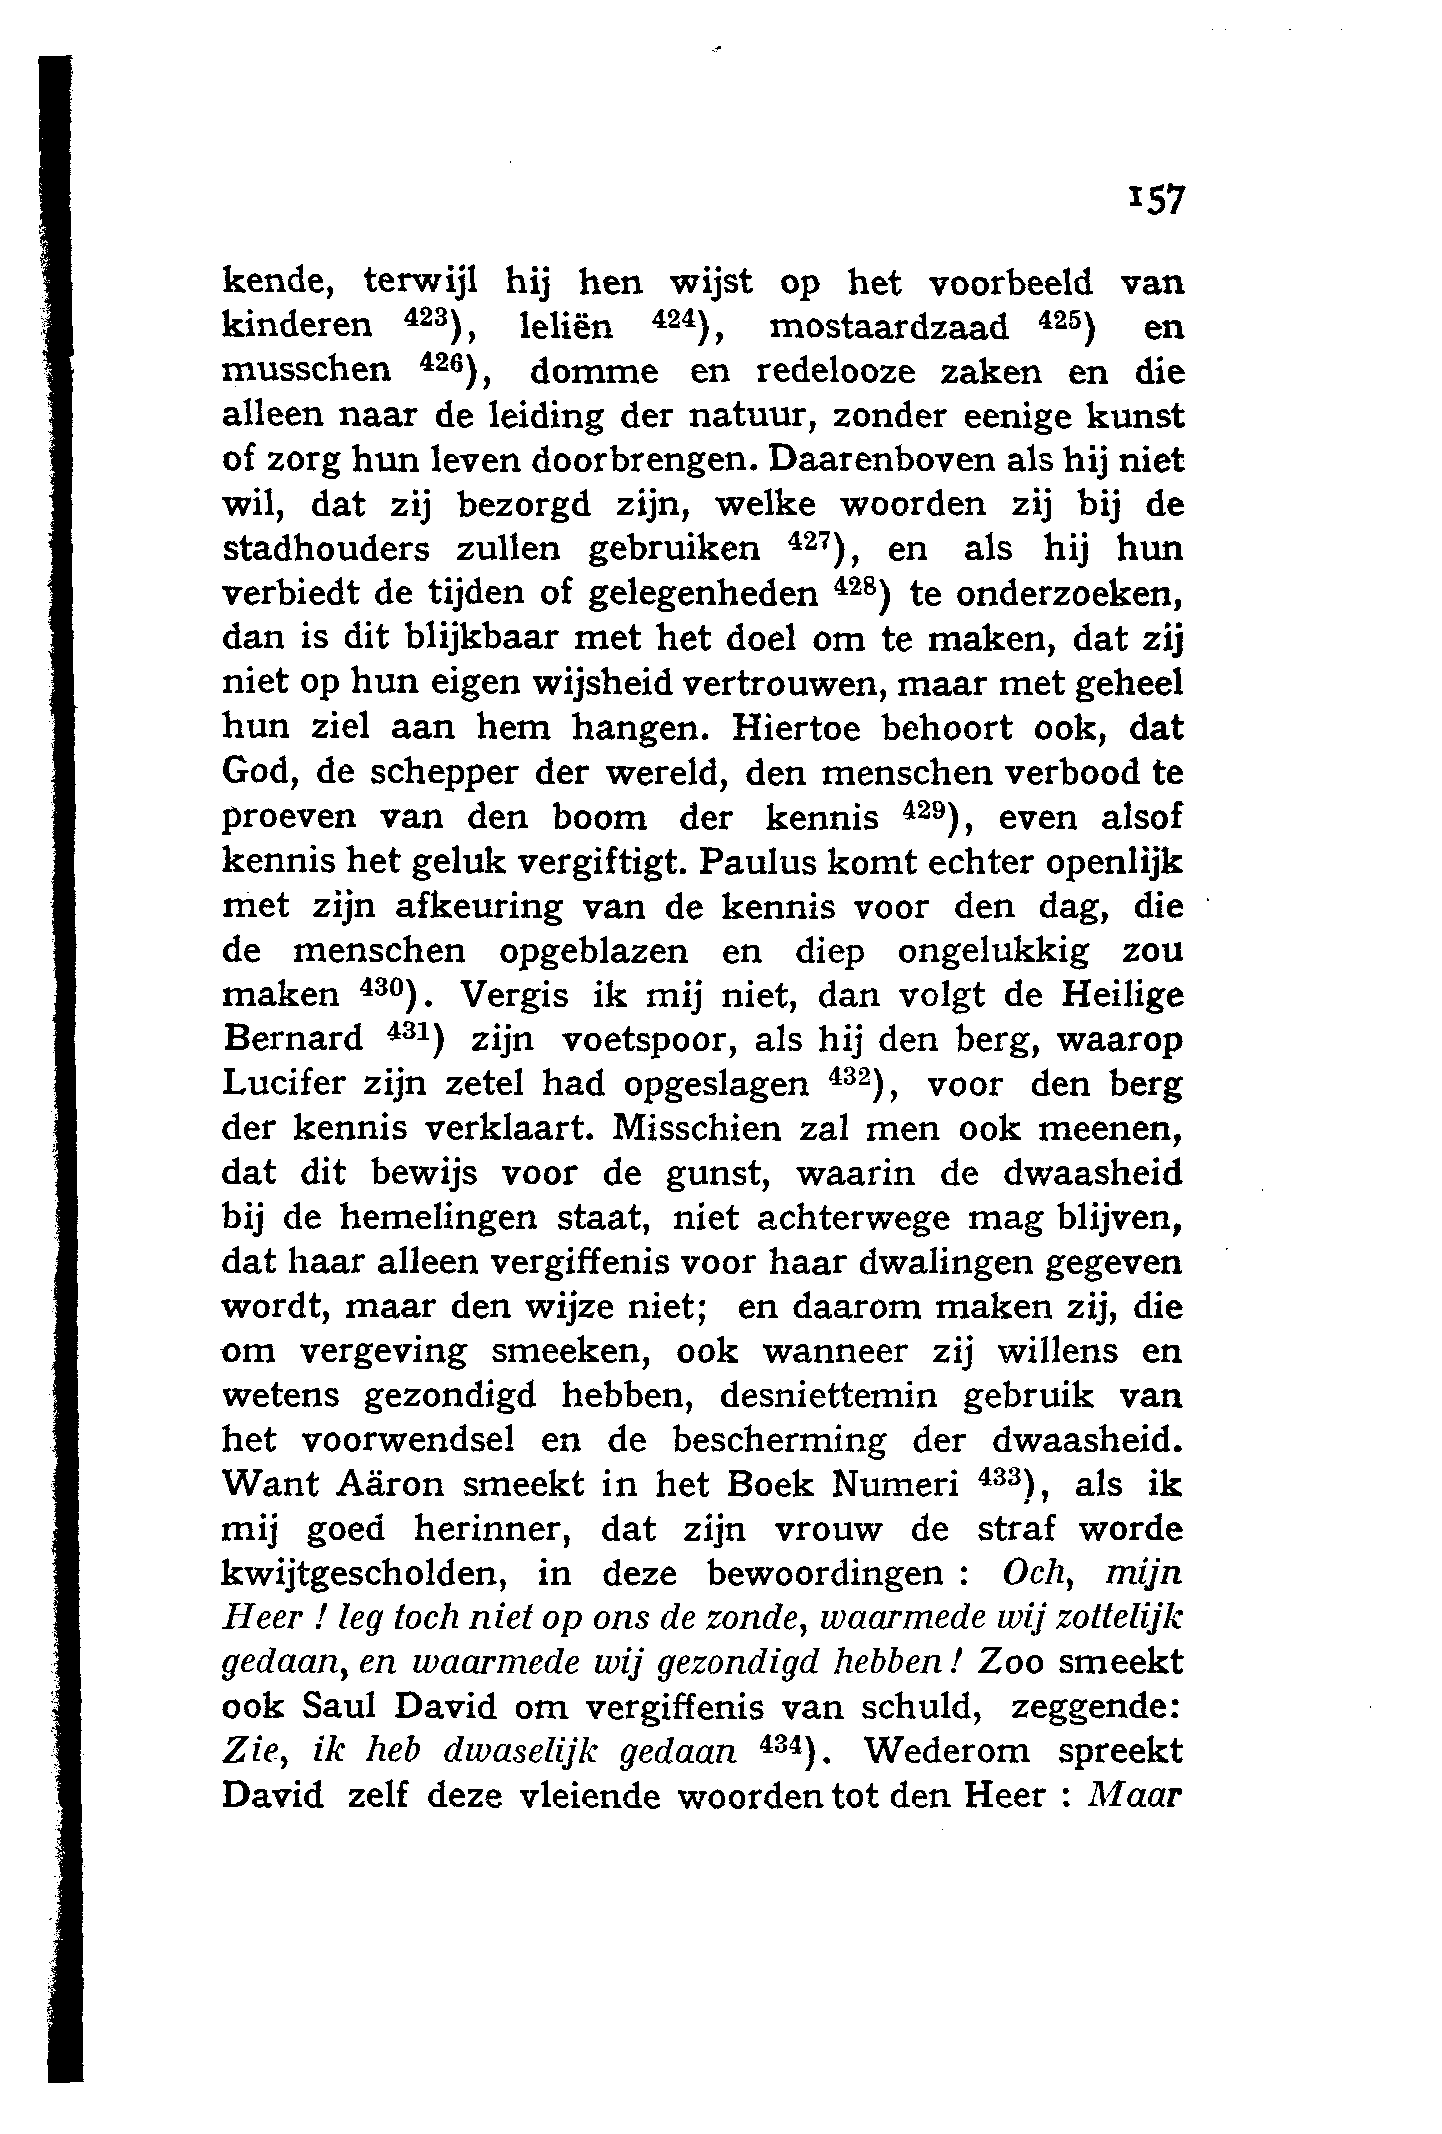 157
kende, terwijl hij hen wijst op het voorbeeld van
kinderen 423), leliën 424), mostaardzaad 425) en
musschen 426), domme en redelooze zaken en die
alleen naar de leiding der natuur, zonder eenige kunst
of zorg hun leven doorbrengen. Daarenboven als hij niet
wil, dat zij bezorgd zijn, welke woorden zij bij de
stadhouders zullen gebruiken 427), en als hij hun
verbiedt de tijden of gelegenheden 428) te onderzoeken,
dan is dit blijkbaar met het doel om te maken, dat zij
niet op hun eigen wijsheid vertrouwen, maar met geheel
hun ziel aan hem hangen. Hiertoe behoort ook, dat
God, de schepper der wereld, den menschen verbood te
proeven van den boom der kennis 429), even alsof
kennis het geluk vergiftigt. Paulus komt echter openlijk
met zijn afkeuring van de kennis voor den dag, die
de menschen opgeblazen en diep ongelukkig zou
maken 430). Vergis ik mij niet, dan volgt de Heilige
Bernard 431) zijn voetspoor, als hij den berg, waarop
Lucifer zijn zetel had opgeslagen 432), voor den berg
der kennis verklaart. Misschien zal men ook meenen,
dat dit bewijs voor de gunst, waarin de dwaasheid
bij de hemelingen staat, niet achterwege mag blijven,
dat haar alleen vergiffenis voor haar dwalingen gegeven
wordt, maar den wijze niet; en daarom maken zij, die
om vergeving smeeken, ook wanneer zij willens en
wetens gezondigd hebben, desniettemin gebruik van
het voorwendsel en de bescherming der dwaasheid.
Want Aäron smeekt in het Boek Numeri 433), als ik
mij goed herinner, dat zijn vrouw de straf worde
kwijtgescholden, in deze bewoordingen : Och, mijn
Heer ! leg toch niet op ons de zonde, waarmede wij zottelijk
gedaan, en waarmede wij gezondigd hebben ! Zoo smeekt
ook Saul David om vergiffenis van schuld, zeggende:
Zie, ik heb dwaselijk gedaan 434). Wederom spreekt
David zelf deze vleiende woorden tot den Heer : Maar